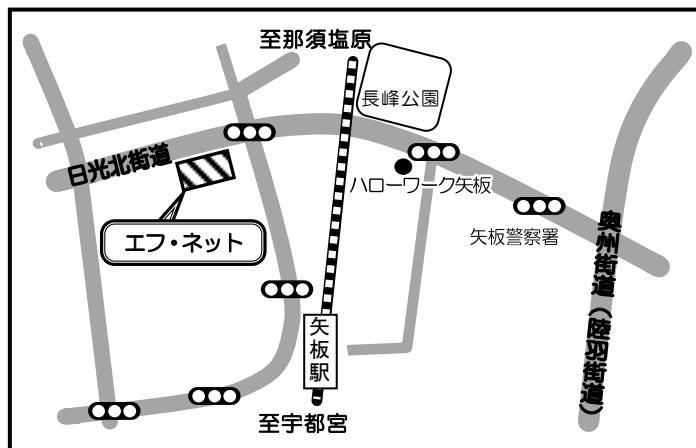 至那須塩原
長峰公園
日光北街道
ハローワーク矢板
エフ・ネット
矢板警察署
奥州街道（陸羽街道）
矢板駅
至宇都宮